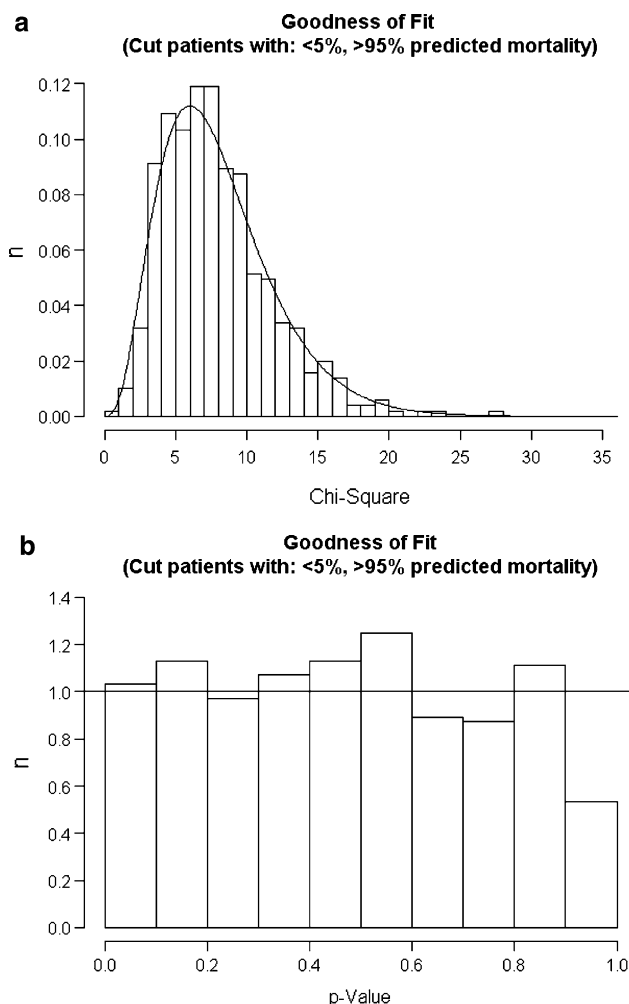 a
Goodness of Fit
(Cut patients with: <5%, >95% predicted mortality)
n
0.12
0.10
0.08
0.06
0.04
0.02
0.00
0 5 10 15 20 25 30 35
Chi-Square
b
Goodness of Fit
(Cut patients with: <5%, >95% predicted mortality)
n
1.4
1.2
1.0
0.8
0.6
0.4
0.2
0.0
0.0 0.2 0.4 0.6 0.8 1.0
p-Value